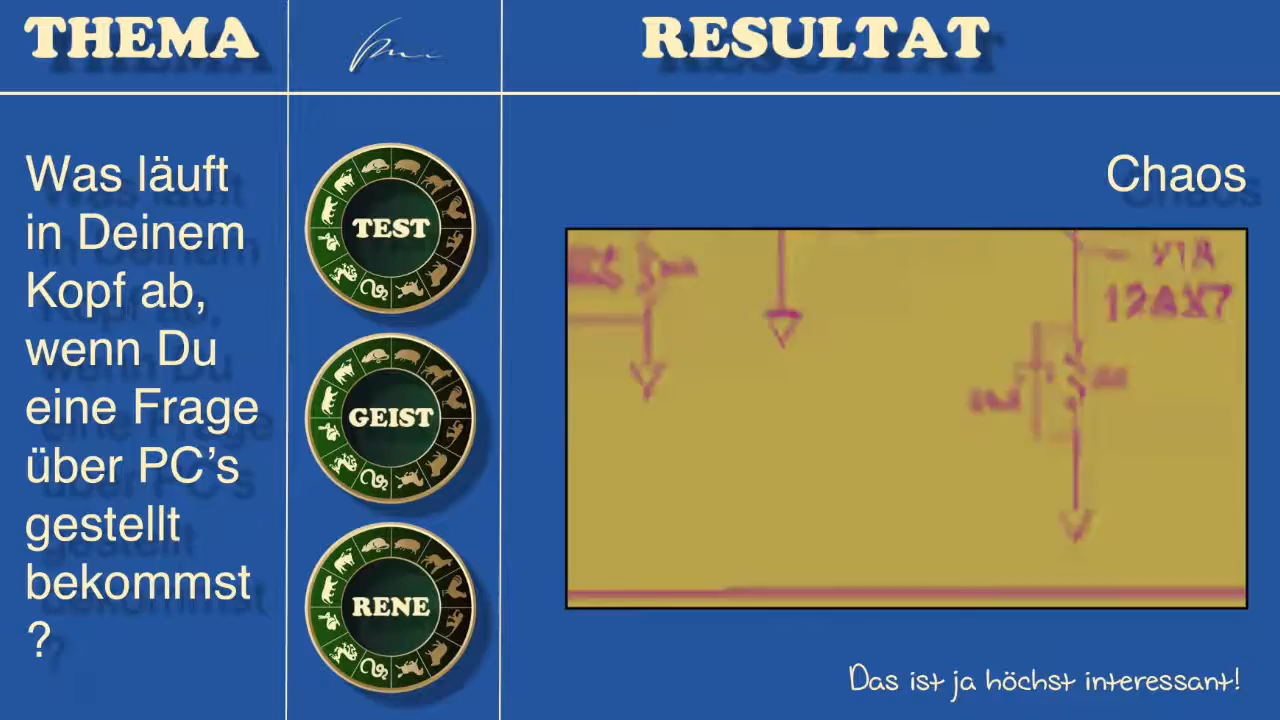 THEMA
RESULTAT
Was läuft
in Deinem
Kopf ab,
wenn Du
eine Frage
über PC’s
gestellt
bekommst
?
TEST
GEIST
RENE
Chaos
V1A
12AX7
Das ist ja höchst interessant!